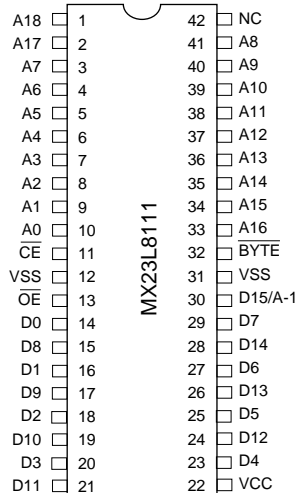 A18 1 42 NC
A17 2 41 A8
A7 3 40 A9
A6 4 39 A10
A5 5 38 A11
A4 6 37 A12
A3 7 36 A13
A2 8 35 A14
A1 9 34 A15
A0 10 33 A16
CE 11 32 BYTE
VSS 12 31 VSS
OE 13 30 D15/A-1
D0 14 29 D7
D8 15 28 D14
D1 16 27 D6
D9 17 26 D13
D2 18 25 D5
D10 19 24 D12
D3 20 23 D4
D11 21 22 VCC
MX23L8111